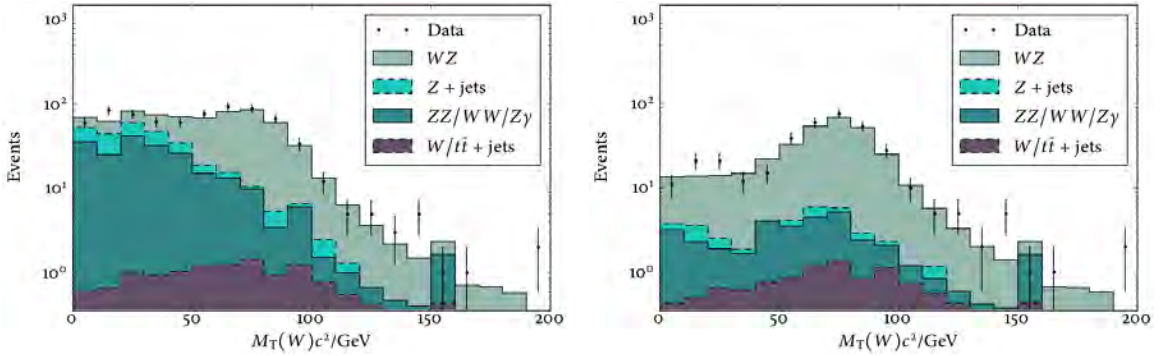 10³
10²
10¹
10⁰
Events
0
50
100
150
200
M_T(W)c²/GeV
Data
WZ
Z + jets
ZZ/WW/Zγ
W/tt̄ + jets
10³
10²
10¹
10⁰
Events
0
50
100
150
200
M_T(W)c²/GeV
Data
WZ
Z + jets
ZZ/WW/Zγ
W/tt̄ + jets